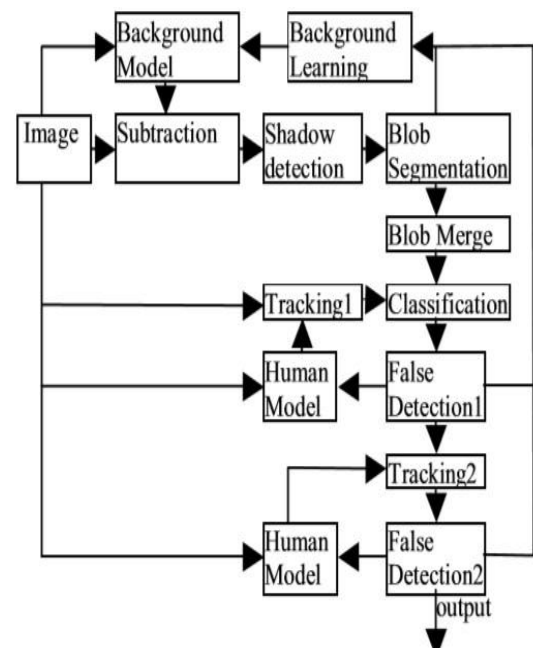 Background
Model
Background
Learning
Image
Subtraction
Shadow
detection
Blob
Segmentation
Blob Merge
Tracking1
Classification
Human
Model
False
Detection1
Tracking2
Human
Model
False
Detection2
output